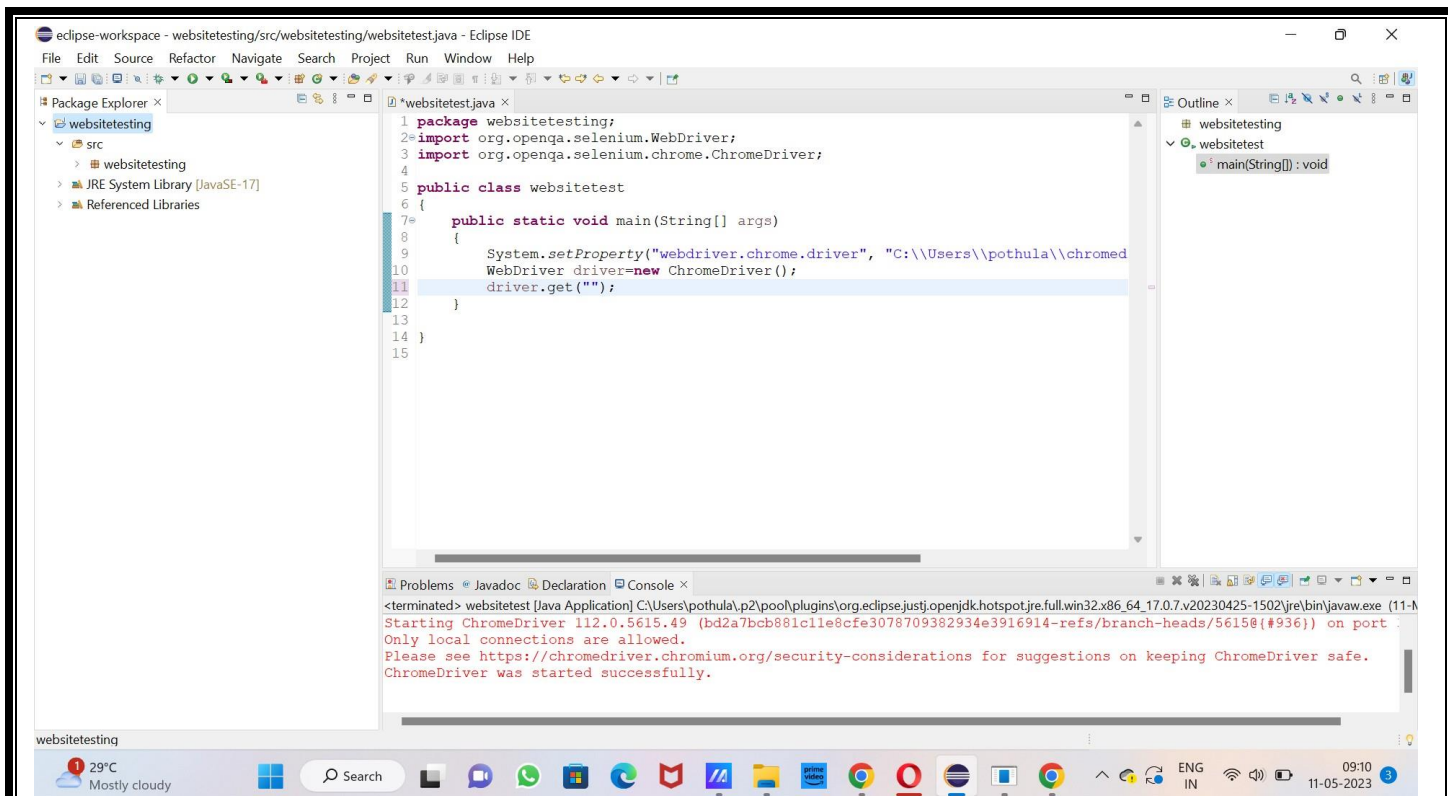 eclipse-workspace - websitetesting/src/websitetesting/websitetest.java - Eclipse IDE
File Edit Source Refactor Navigate Search Project Run Window Help
Package Explorer
websitetesting
src
websitetesting
JRE System Library [JavaSE-17]
Referenced Libraries
*websitetest.java
1 package websitetesting;
2 import org.openqa.selenium.WebDriver;
3 import org.openqa.selenium.chrome.ChromeDriver;
4
5 public class websitetest
6 {
7 public static void main(String[] args)
8 {
9 System.setProperty("webdriver.chrome.driver", "C:\\Users\\pothula\\chromed
10 WebDriver driver=new ChromeDriver();
11 driver.get("");
12 }
13
14 }
15
Outline
websitetesting
websitetest
main(String[]) : void
Problems Javadoc Declaration Console
<terminated> websitetest [Java Application] C:\Users\pothula\.p2\pool\plugins\org.eclipse.justj.openjdk.hotspot.jre.full.win32.x86_64_17.0.7.v20230425-1502\jre\bin\javaw.exe (11-
Starting ChromeDriver 112.0.5615.49 (bd2a7bcb881c11e8cfe3078709382934e3916914-refs/branch-heads/5615@{#936}) on port
Only local connections are allowed.
Please see https://chromedriver.chromium.org/security-considerations for suggestions on keeping ChromeDriver safe.
ChromeDriver was started successfully.
websitetesting
1
29°C
Mostly cloudy
Search
prime video
ENG
IN
09:10
11-05-2023
3